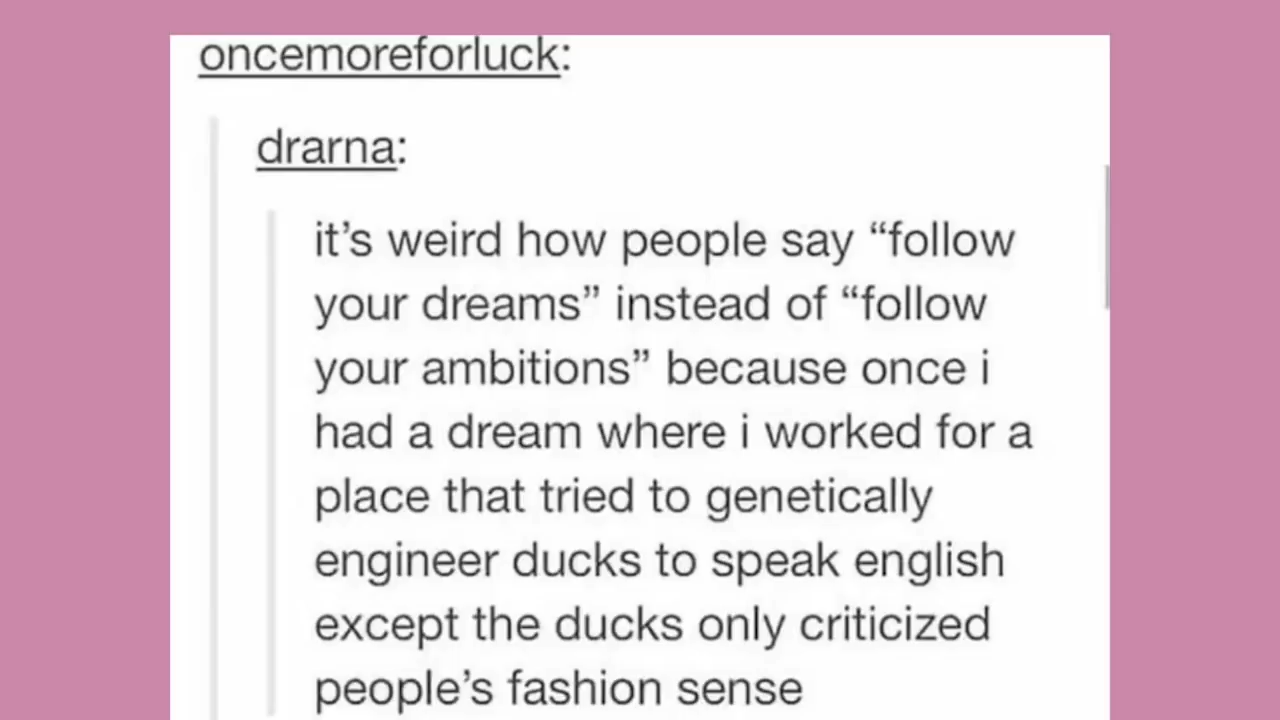 oncemoreforluck:
drarna:
it’s weird how people say “follow
your dreams” instead of “follow
your ambitions” because once i
had a dream where i worked for a
place that tried to genetically
engineer ducks to speak english
except the ducks only criticized
people’s fashion sense